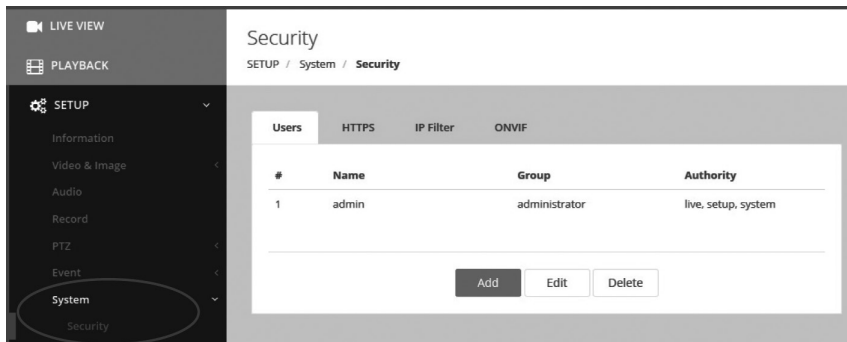 LIVE VIEW
PLAYBACK
SETUP
Information
Video & Image
Audio
Record
PTZ
Event
System
Security
Security
SETUP / System / Security
Users HTTPS IP Filter ONVIF
# Name Group Authority
1 admin administrator live, setup, system
Add Edit Delete